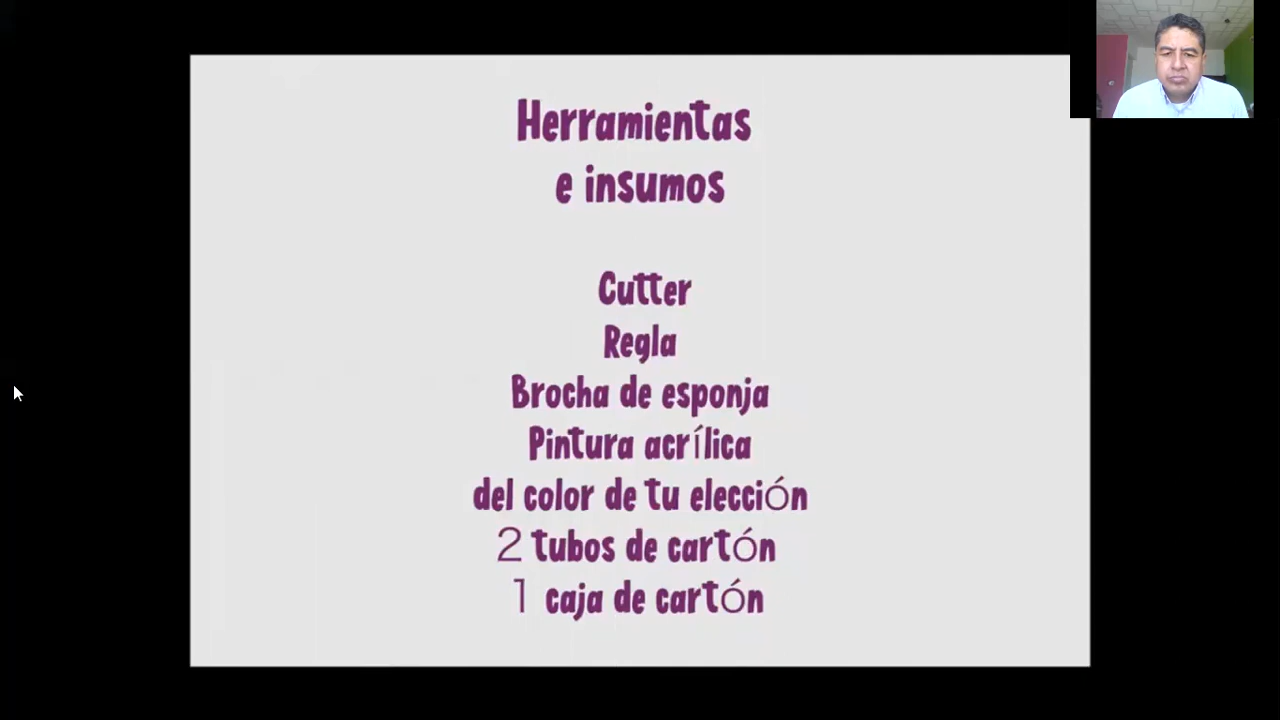 Herramientas
e insumos
Cutter
Regla
Brocha de esponja
Pintura acrílica
del color de tu elección
2 tubos de cartón
1 caja de cartón